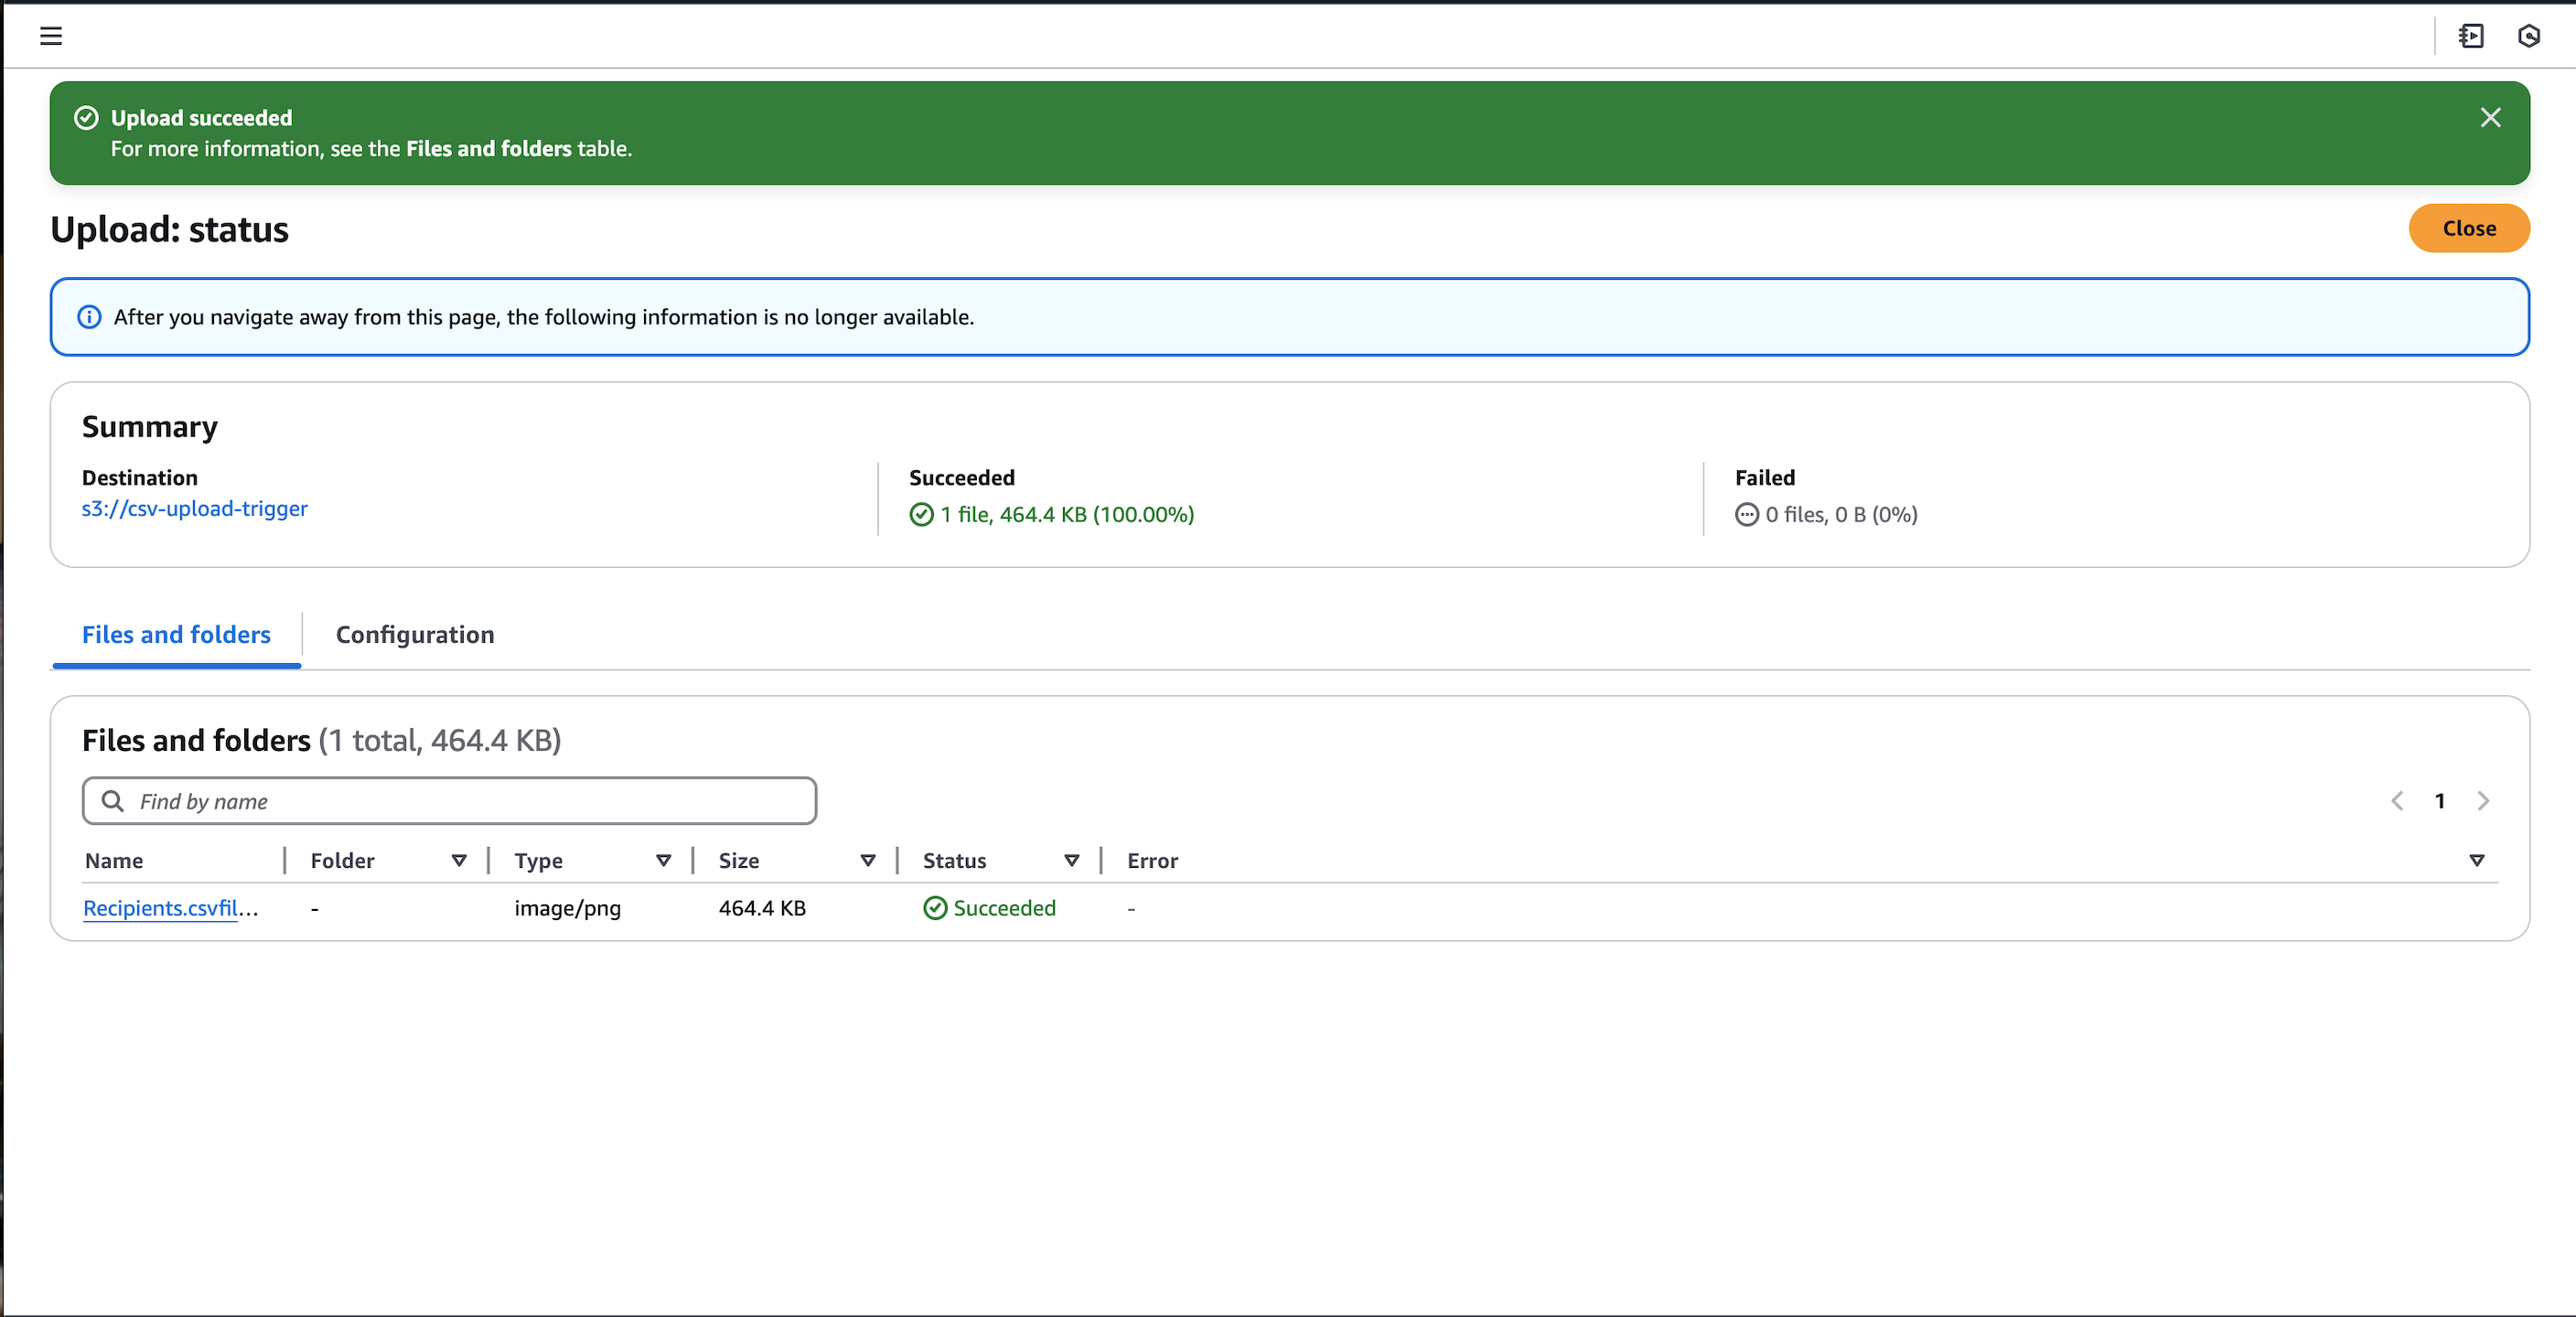 Upload succeeded
For more information, see the Files and folders table.
Upload: status
Close
After you navigate away from this page, the following information is no longer available.
Summary
Destination
s3://csv-upload-trigger
Succeeded
1 file, 464.4 KB (100.00%)
Failed
0 files, 0 B (0%)
Files and folders
Configuration
Files and folders (1 total, 464.4 KB)
Find by name
1
Name Folder Type Size Status Error
Recipients.csvfil... - image/png 464.4 KB Succeeded -